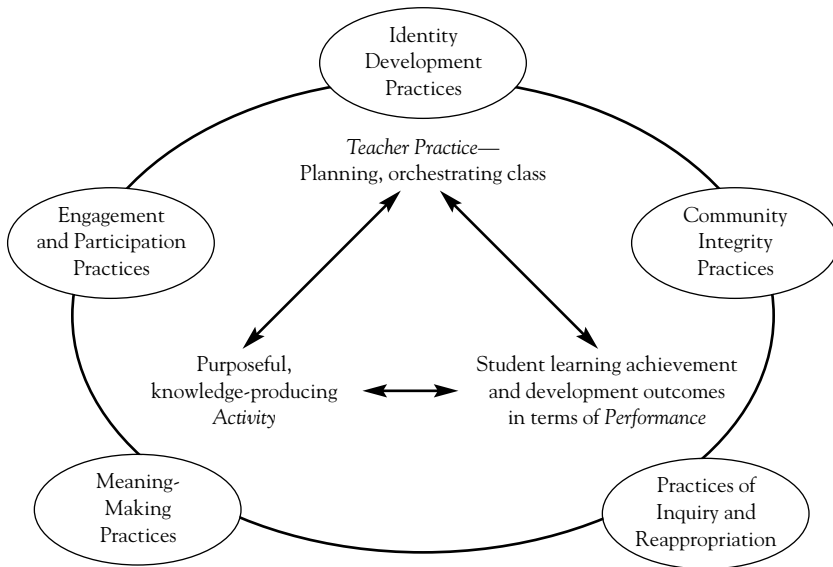 Identity
Development
Practices
Teacher Practice—
Planning, orchestrating class
Engagement
and Participation
Practices
Community
Integrity
Practices
Purposeful,
knowledge-producing
Activity
Student learning achievement
and development outcomes
in terms of Performance
Meaning-
Making
Practices
Practices of
Inquiry and
Reappropriation